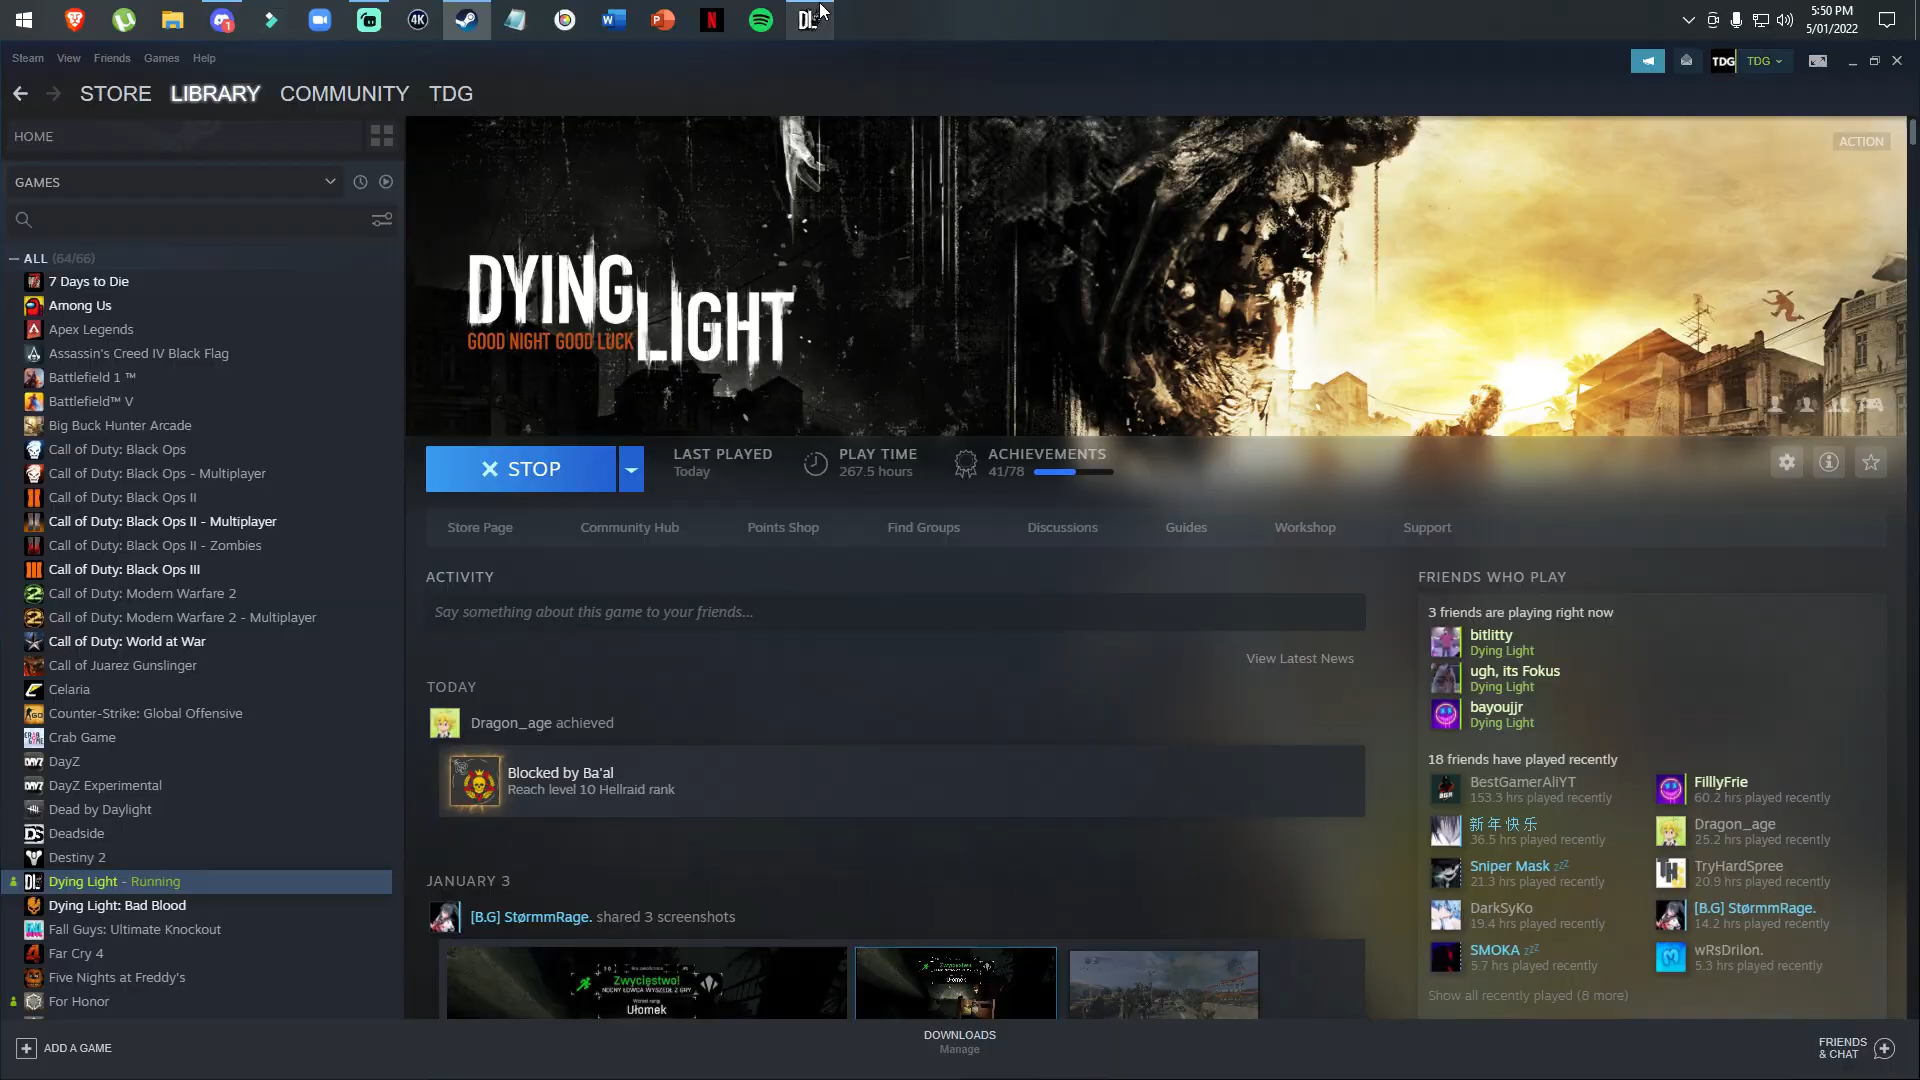 5:50 PM
5/01/2022
Steam View Friends Games Help
TDG TDG
STORE LIBRARY COMMUNITY TDG
HOME
ACTION
GAMES
ALL (64/66)
7 Days to Die
Among Us
Apex Legends
Assassin's Creed IV Black Flag
Battlefield 1 ™
Battlefield™ V
Big Buck Hunter Arcade
Call of Duty: Black Ops
Call of Duty: Black Ops - Multiplayer
Call of Duty: Black Ops II
Call of Duty: Black Ops II - Multiplayer
Call of Duty: Black Ops II - Zombies
Call of Duty: Black Ops III
Call of Duty: Modern Warfare 2
Call of Duty: Modern Warfare 2 - Multiplayer
Call of Duty: World at War
Call of Juarez Gunslinger
Celaria
Counter-Strike: Global Offensive
Crab Game
DayZ
DayZ Experimental
Dead by Daylight
Deadside
Destiny 2
Dying Light - Running
Dying Light: Bad Blood
Fall Guys: Ultimate Knockout
Far Cry 4
Five Nights at Freddy's
For Honor
ADD A GAME
DYING
LIGHT
GOOD NIGHT GOOD LUCK
STOP
LAST PLAYED
Today
PLAY TIME
267.5 hours
ACHIEVEMENTS
41/78
Store Page Community Hub Points Shop Find Groups Discussions Guides Workshop Support
ACTIVITY
Say something about this game to your friends...
View Latest News
TODAY
Dragon_age achieved
Blocked by Ba'al
Reach level 10 Hellraid rank
JANUARY 3
[B.G] StørmmRage. shared 3 screenshots
Zwycięstwo!
NOCNY ŁOWCA WYSZEDŁ Z GRY
Ułomek
Zwycięstwo!
Ułomek
FRIENDS WHO PLAY
3 friends are playing right now
bitlitty
Dying Light
ugh, its Fokus
Dying Light
bayoujjr
Dying Light
18 friends have played recently
BestGamerAliYT
153.3 hrs played recently
FilllyFrie
60.2 hrs played recently
新年快乐
36.5 hrs played recently
Dragon_age
25.2 hrs played recently
Sniper Mask zZZ
21.3 hrs played recently
TryHardSpree
20.9 hrs played recently
DarkSyKo
19.4 hrs played recently
[B.G] StørmmRage.
14.2 hrs played recently
SMOKA zZZ
5.7 hrs played recently
wRsDrilon.
5.3 hrs played recently
Show all recently played (8 more)
DOWNLOADS
Manage
FRIENDS
& CHAT